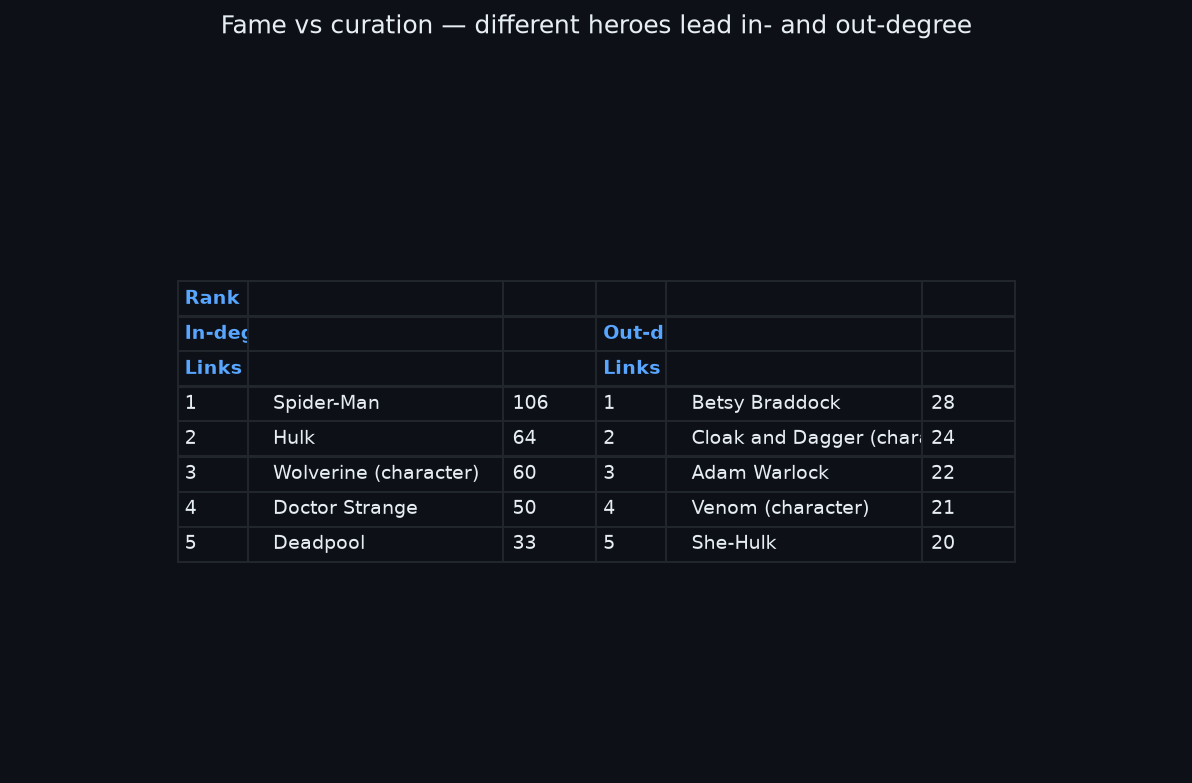 Fame vs curation — different heroes lead in- and out-degree
Rank
In-deg Out-d
Links Links
1 Spider-Man 106 1 Betsy Braddock 28
2 Hulk 64 2 Cloak and Dagger (chara 24
3 Wolverine (character) 60 3 Adam Warlock 22
4 Doctor Strange 50 4 Venom (character) 21
5 Deadpool 33 5 She-Hulk 20